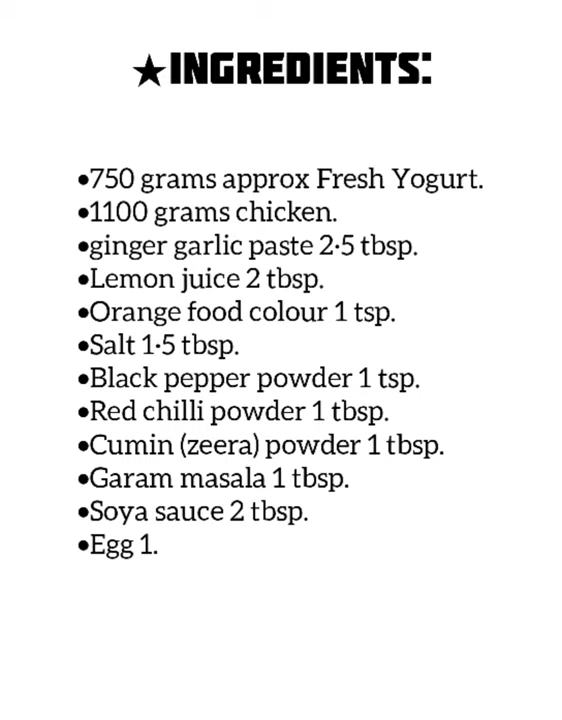 ★INGREDIENTS:
•750 grams approx Fresh Yogurt.
•1100 grams chicken.
•ginger garlic paste 2·5 tbsp.
•Lemon juice 2 tbsp.
•Orange food colour 1 tsp.
•Salt 1·5 tbsp.
•Black pepper powder 1 tsp.
•Red chilli powder 1 tbsp.
•Cumin (zeera) powder 1 tbsp.
•Garam masala 1 tbsp.
•Soya sauce 2 tbsp.
•Egg 1.